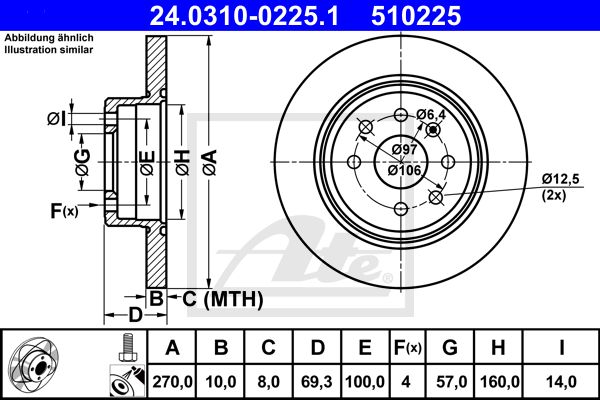 24.0310-0225.1 510225
Abbildung ähnlich
Illustration similar
ØI
ØG
ØE
ØH
ØA
F(x)
B
C (MTH)
D
Ø6,4
Ø97
Ø106
Ø12,5
(2x)
Ate
A B C D E F(x) G H I
270,0 10,0 8,0 69,3 100,0 4 57,0 160,0 14,0